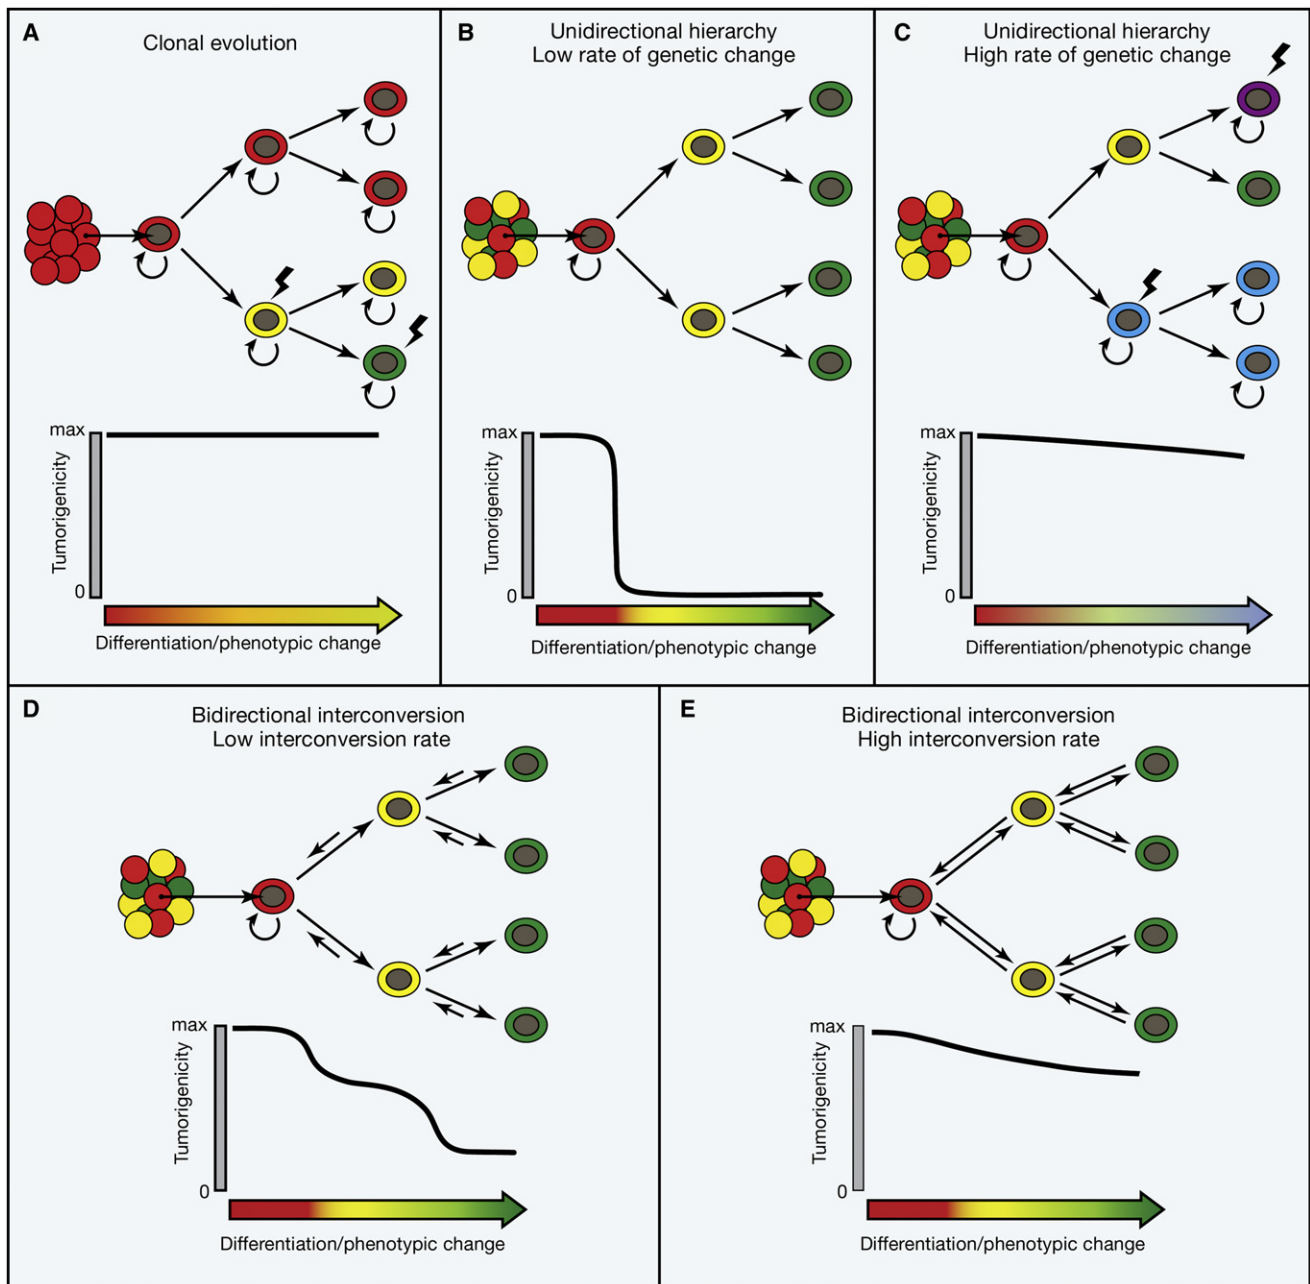 A
Clonal evolution
max
Tumorigenicity
0
Differentiation/phenotypic change
B
Unidirectional hierarchy
Low rate of genetic change
max
Tumorigenicity
0
Differentiation/phenotypic change
C
Unidirectional hierarchy
High rate of genetic change
max
Tumorigenicity
0
Differentiation/phenotypic change
D
Bidirectional interconversion
Low interconversion rate
max
Tumorigenicity
0
Differentiation/phenotypic change
E
Bidirectional interconversion
High interconversion rate
max
Tumorigenicity
0
Differentiation/phenotypic change